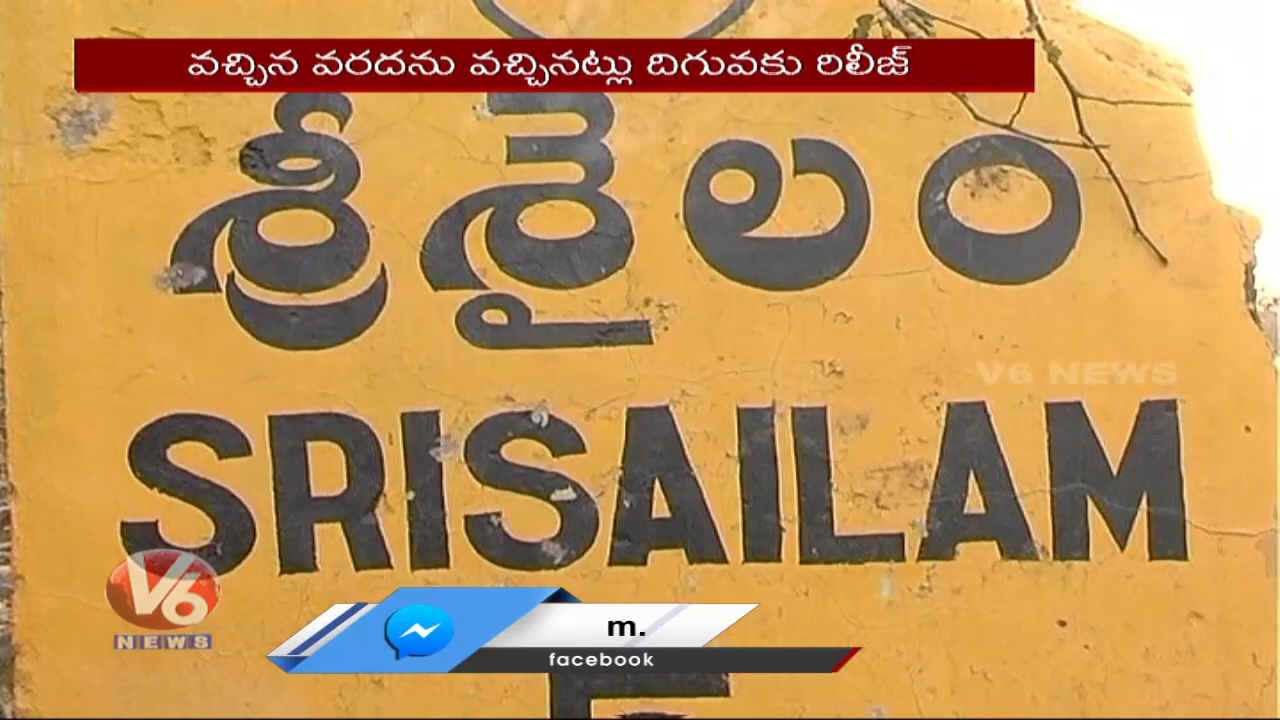 వచ్చిన వరదను వచ్చినట్లు దిగువకు రిలీజ్
శ్రీశైలం
V6 NEWS
SRISAILAM
V6
NEWS
m.
facebook